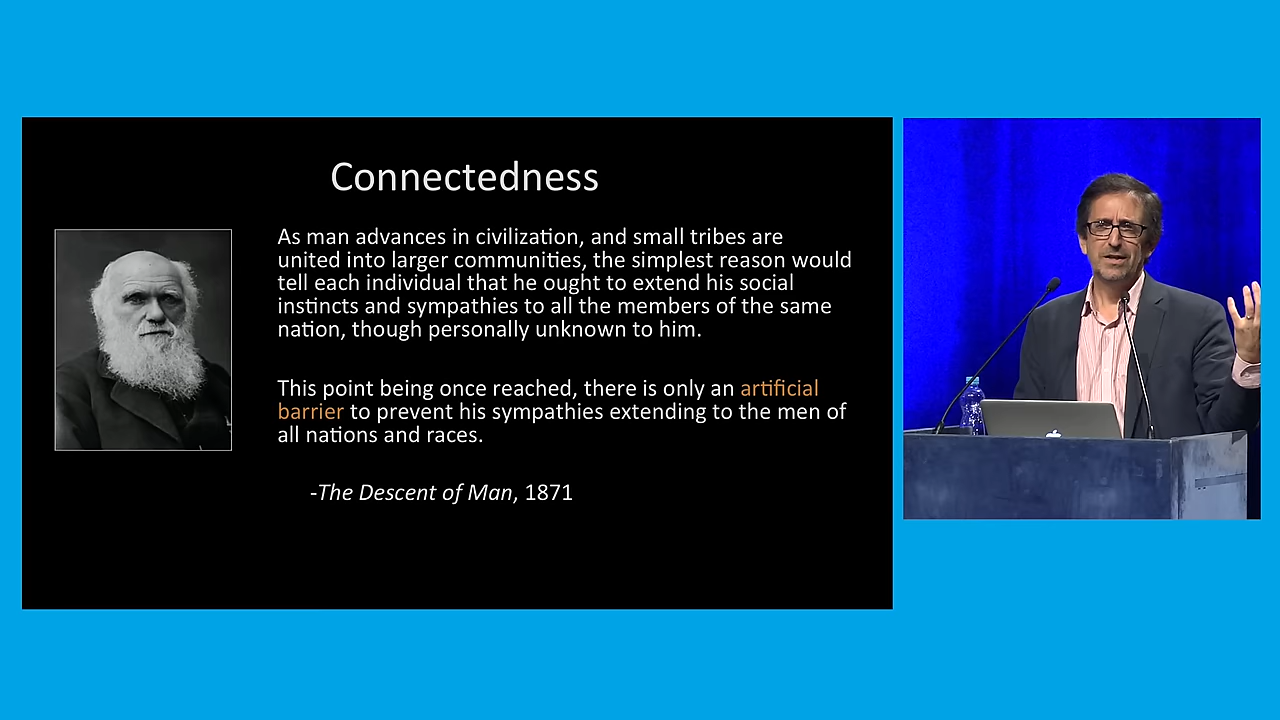 Connectedness
As man advances in civilization, and small tribes are
united into larger communities, the simplest reason would
tell each individual that he ought to extend his social
instincts and sympathies to all the members of the same
nation, though personally unknown to him.
This point being once reached, there is only an artificial
barrier to prevent his sympathies extending to the men of
all nations and races.
-The Descent of Man, 1871